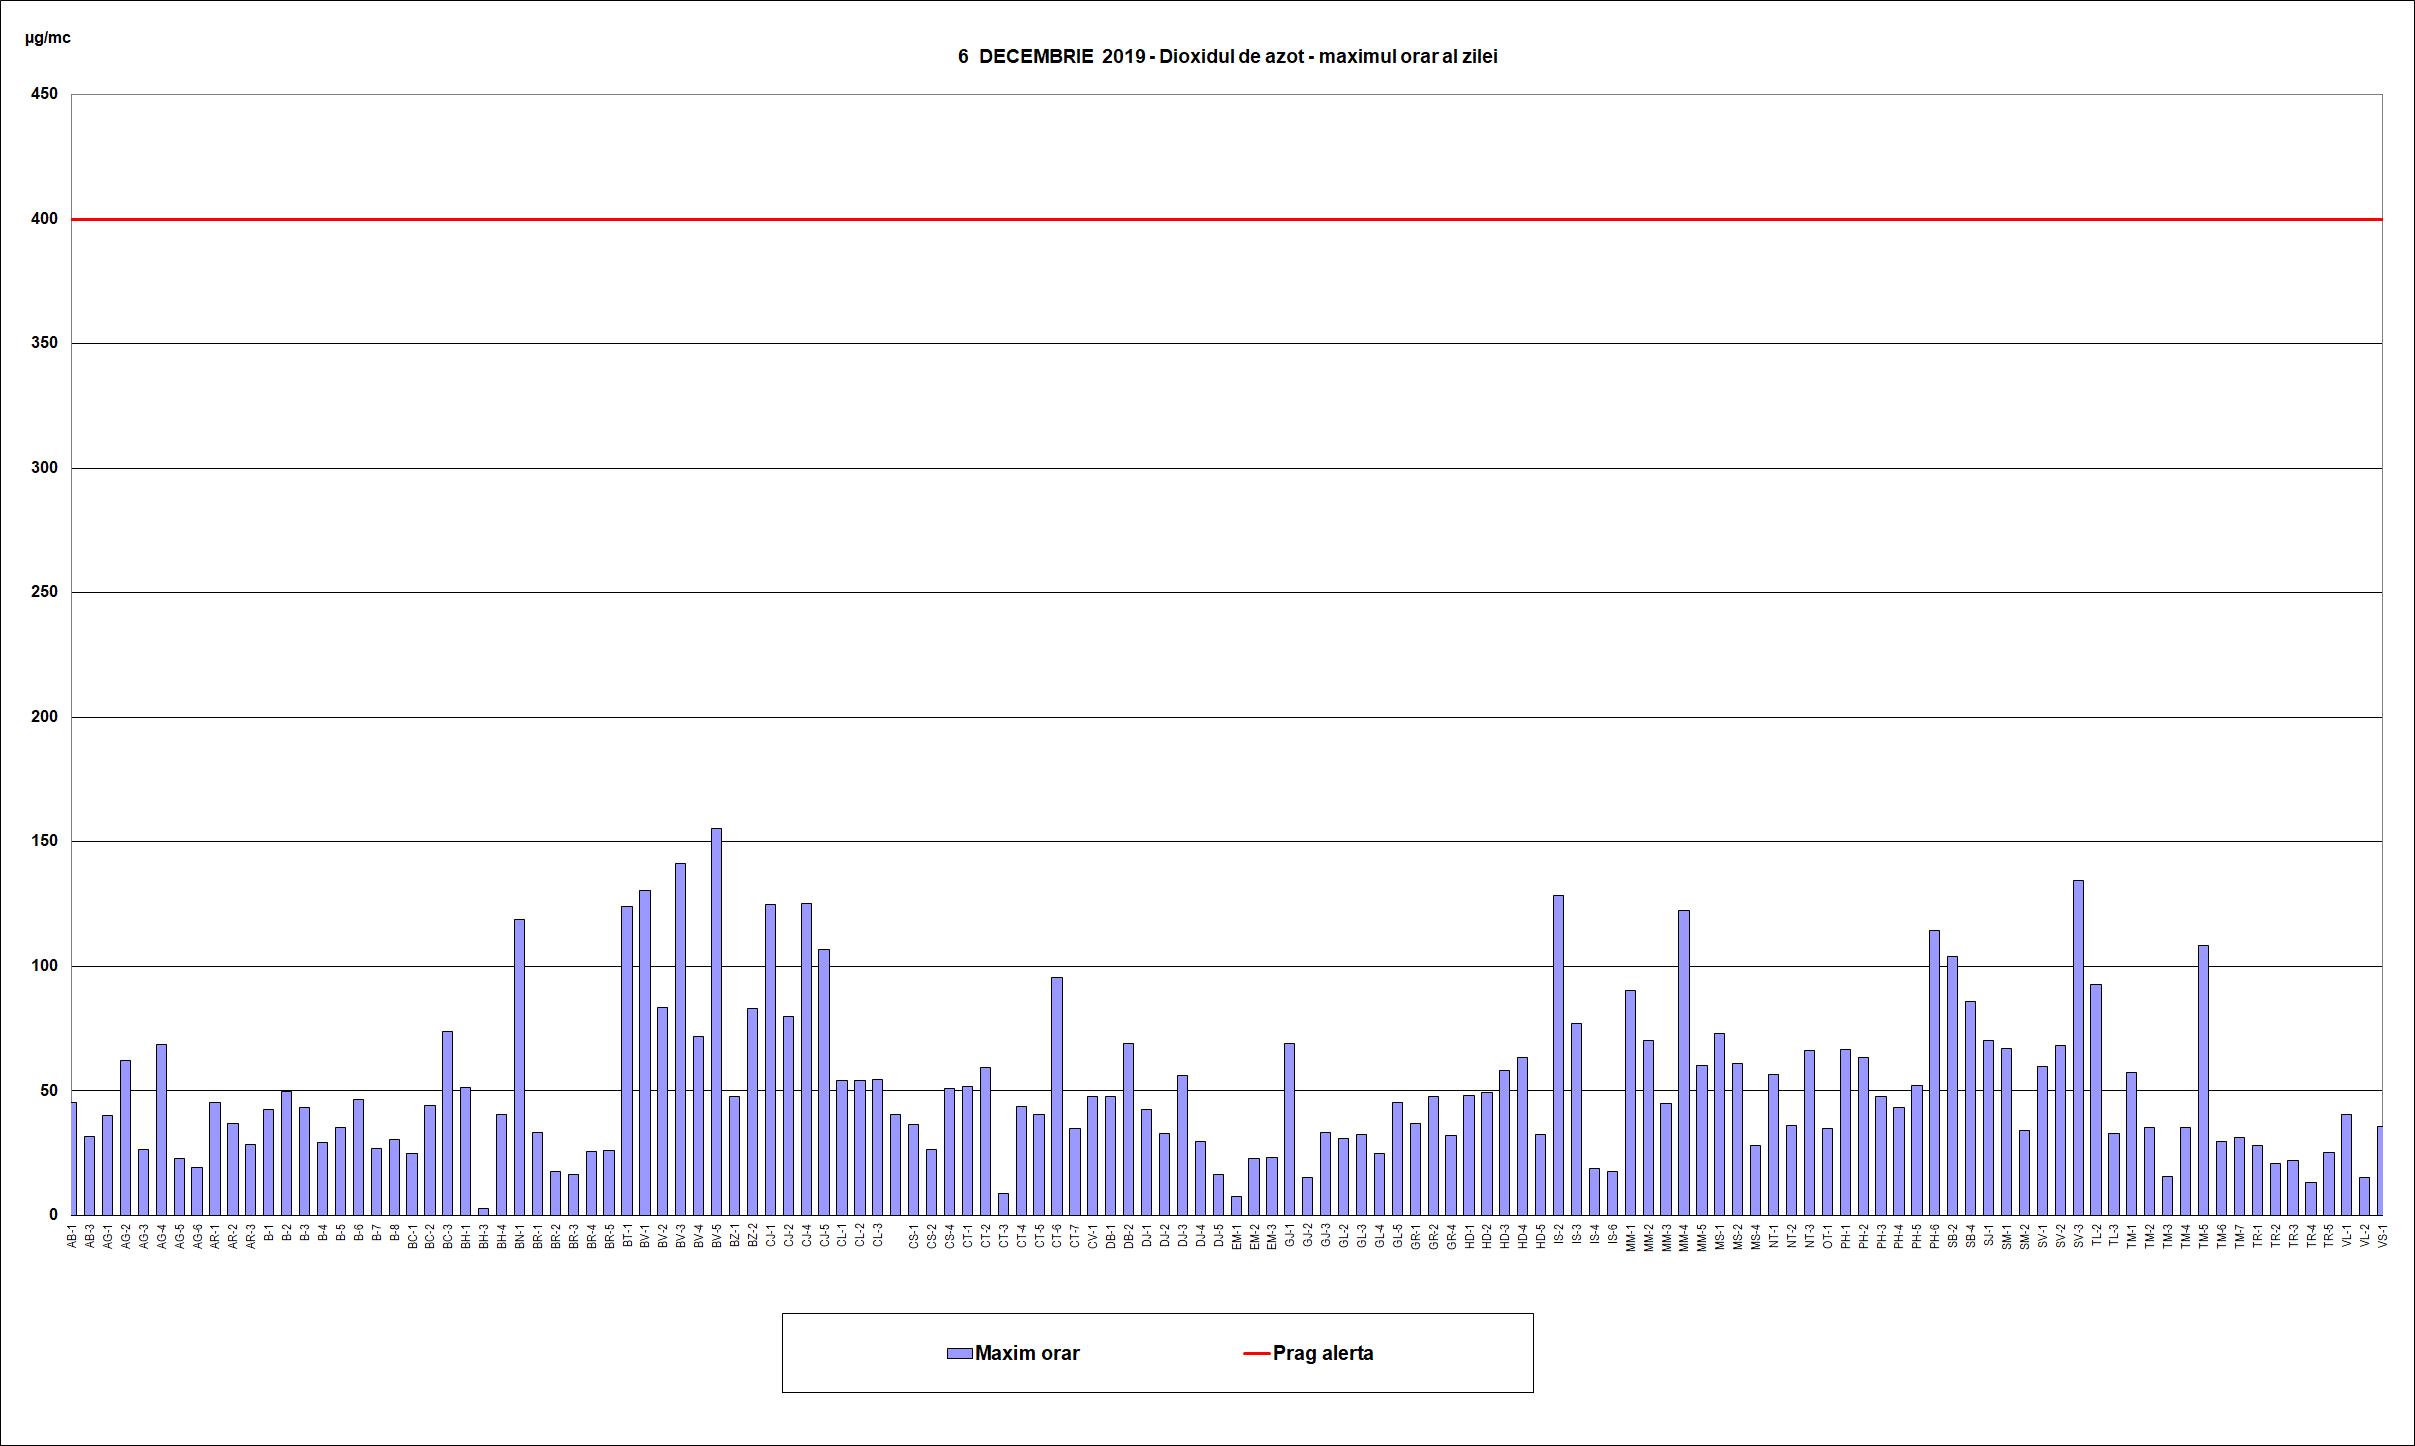 µg/mc
6 DECEMBRIE 2019 - Dioxidul de azot - maximul orar al zilei
450
400
350
300
250
200
150
100
50
0
AB-1 AB-3 AG-1 AG-2 AG-3 AG-4 AG-5 AG-6 AR-1 AR-2 AR-3 B-1 B-2 B-3 B-4 B-5 B-6 B-7 B-8 BC-1 BC-2 BC-3 BH-1 BH-3 BH-4 BN-1 BR-1 BR-2 BR-3 BR-4 BR-5 BT-1 BV-1 BV-2 BV-3 BV-4 BV-5 BZ-1 BZ-2 CJ-1 CJ-2 CJ-4 CJ-5 CL-1 CL-2 CL-3 CS-1 CS-2 CS-4 CT-1 CT-2 CT-3 CT-4 CT-5 CT-6 CT-7 CV-1 DB-1 DB-2 DJ-1 DJ-2 DJ-3 DJ-4 DJ-5 EM-1 EM-2 EM-3 GJ-1 GJ-2 GJ-3 GL-2 GL-3 GL-4 GL-5 GR-1 GR-2 GR-4 HD-1 HD-2 HD-3 HD-4 HD-5 IS-2 IS-3 IS-4 IS-6 MM-1 MM-2 MM-3 MM-4 MM-5 MS-1 MS-2 MS-4 NT-1 NT-2 NT-3 OT-1 PH-1 PH-2 PH-3 PH-4 PH-5 PH-6 SB-2 SB-4 SJ-1 SM-1 SM-2 SV-1 SV-2 SV-3 TL-2 TL-3 TM-1 TM-2 TM-3 TM-4 TM-5 TM-6 TM-7 TR-1 TR-2 TR-3 TR-4 TR-5 VL-1 VL-2 VS-1
Maxim orar
Prag alerta